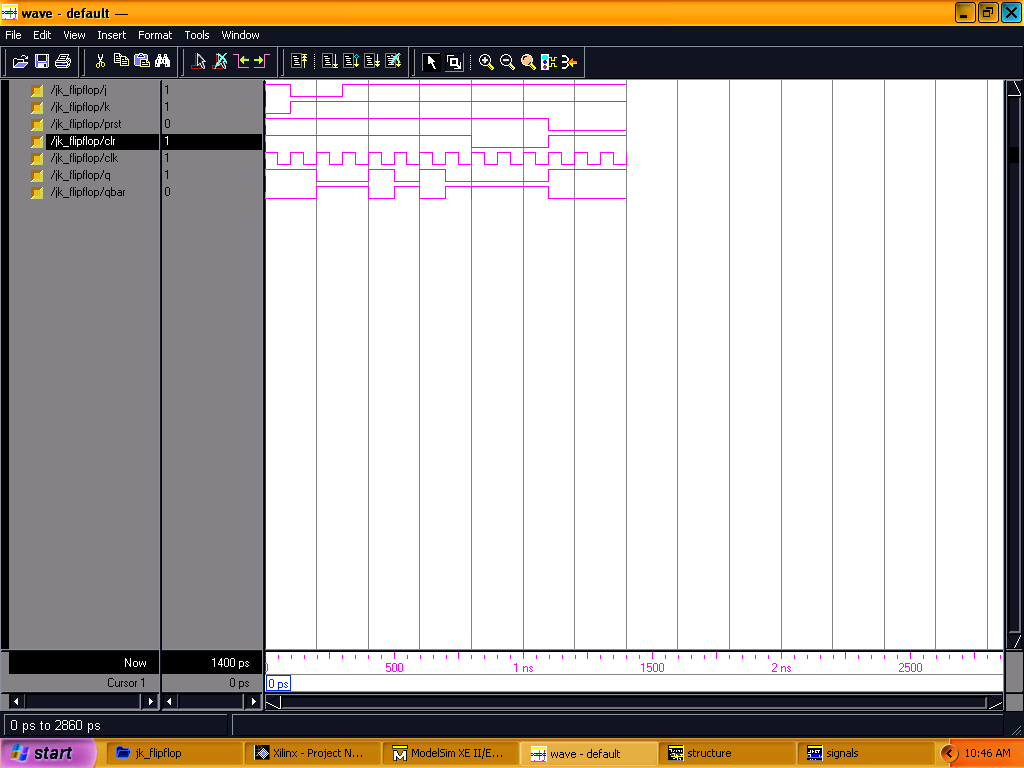 wave - default
File Edit View Insert Format Tools Window
/jk_flipflop/j 1
/jk_flipflop/k 1
/jk_flipflop/prst 0
/jk_flipflop/clr 1
/jk_flipflop/clk 1
/jk_flipflop/q 1
/jk_flipflop/qbar 0
Now 1400 ps 500 1 ns 1500 2 ns 2500
Cursor 1 0 ps 0 ps
0 ps to 2860 ps
start jk_flipflop Xilinx - Project N... ModelSim XE II/E... wave - default structure signals 10:46 AM